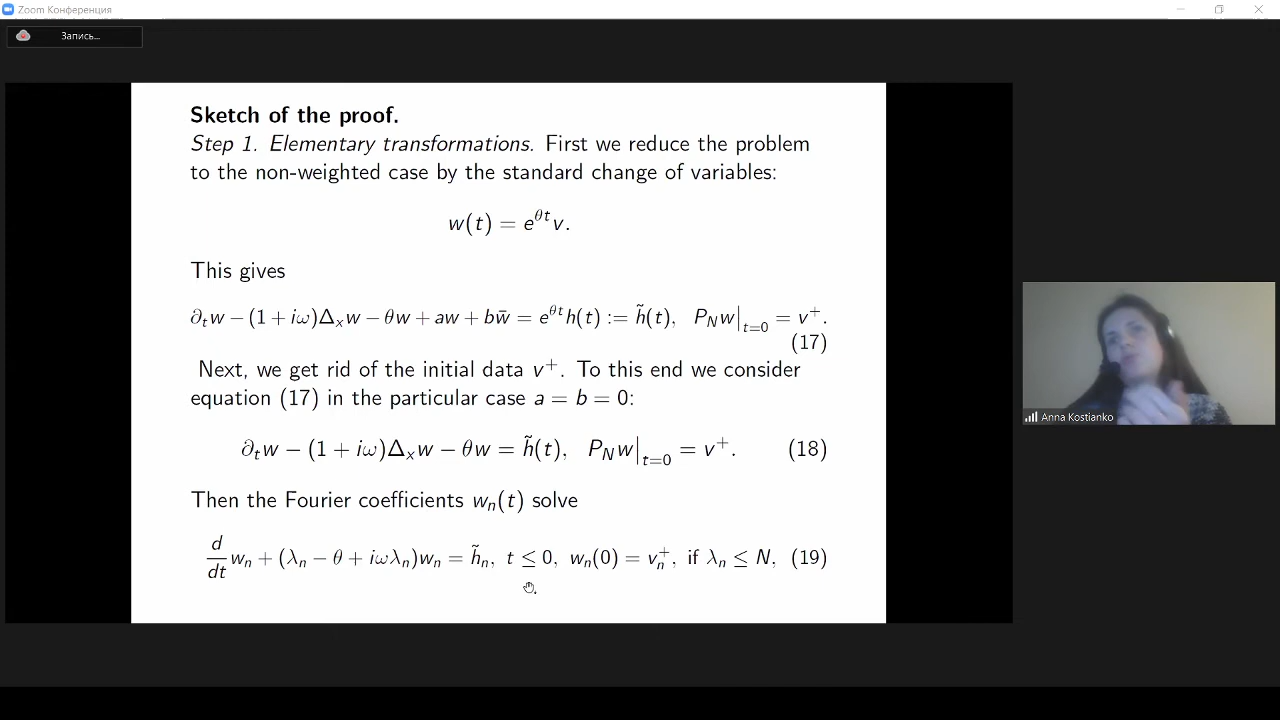 Zoom Конференция
Запись...
Sketch of the proof.
Step 1. Elementary transformations. First we reduce the problem
to the non-weighted case by the standard change of variables:
w(t) = e^{θt}v.
This gives
∂_t w − (1 + iω)Δ_x w − θw + aw + bw̄ = e^{θt}h(t) := h̃(t), P_N w|_{t=0} = v^+.
(17)
Next, we get rid of the initial data v^+. To this end we consider
equation (17) in the particular case a = b = 0:
∂_t w − (1 + iω)Δ_x w − θw = h̃(t), P_N w|_{t=0} = v^+. (18)
Then the Fourier coefficients w_n(t) solve
d/dt w_n + (λ_n − θ + iωλ_n)w_n = h̃_n, t ≤ 0, w_n(0) = v_n^+, if λ_n ≤ N, (19)
Anna Kostianko